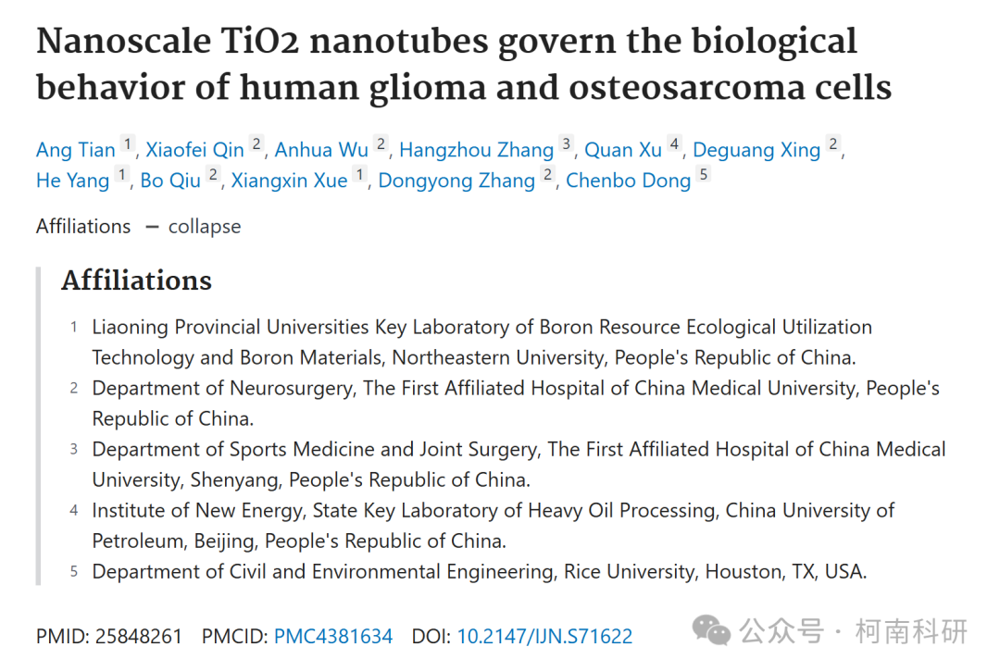 Nanoscale TiO2 nanotubes govern the biological
behavior of human glioma and osteosarcoma cells
Ang Tian 1, Xiaofei Qin 2, Anhua Wu 2, Hangzhou Zhang 3, Quan Xu 4, Deguang Xing 2,
He Yang 1, Bo Qiu 2, Xiangxin Xue 1, Dongyong Zhang 2, Chenbo Dong 5
Affiliations – collapse
Affiliations
1 Liaoning Provincial Universities Key Laboratory of Boron Resource Ecological Utilization
Technology and Boron Materials, Northeastern University, People's Republic of China.
2 Department of Neurosurgery, The First Affiliated Hospital of China Medical University, People's
Republic of China.
3 Department of Sports Medicine and Joint Surgery, The First Affiliated Hospital of China Medical
University, Shenyang, People's Republic of China.
4 Institute of New Energy, State Key Laboratory of Heavy Oil Processing, China University of
Petroleum, Beijing, People's Republic of China.
5 Department of Civil and Environmental Engineering, Rice University, Houston, TX, USA.
PMID: 25848261 PMCID: PMC4381634 DOI: 10.2147/IJN.S71622
公众号 · 柯南科研